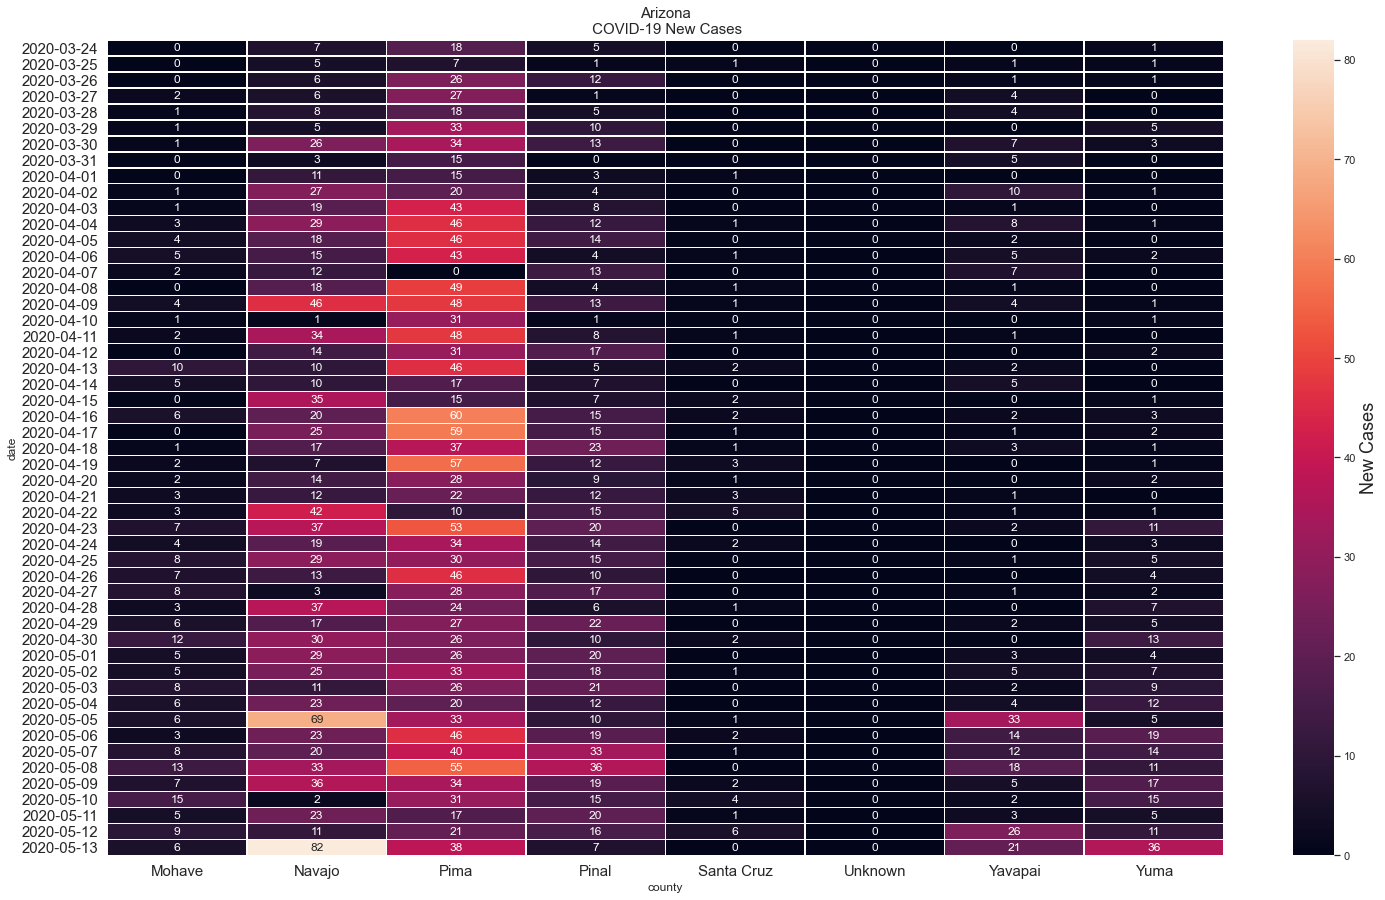 Arizona
COVID-19 New Cases
2020-03-24 0 7 18 5 0 0 0 1
2020-03-25 0 5 7 1 1 0 1 1
2020-03-26 0 6 26 12 0 0 1 1
2020-03-27 2 6 27 1 0 0 4 0
2020-03-28 1 8 18 5 0 0 4 0
2020-03-29 1 5 33 10 0 0 0 5
2020-03-30 1 26 34 13 0 0 7 3
2020-03-31 0 3 15 0 0 0 5 0
2020-04-01 0 11 15 3 1 0 0 0
2020-04-02 1 27 20 4 0 0 10 1
2020-04-03 1 19 43 8 0 0 1 0
2020-04-04 3 29 46 12 1 0 8 1
2020-04-05 4 18 46 14 0 0 2 0
2020-04-06 5 15 43 4 1 0 5 2
2020-04-07 2 12 0 13 0 0 7 0
2020-04-08 0 18 49 4 1 0 1 0
2020-04-09 4 46 48 13 1 0 4 1
2020-04-10 1 1 31 1 0 0 0 1
2020-04-11 2 34 48 8 1 0 1 0
2020-04-12 0 14 31 17 0 0 0 2
2020-04-13 10 10 46 5 2 0 2 0
2020-04-14 5 10 17 7 0 0 5 0
2020-04-15 0 35 15 7 2 0 0 1
2020-04-16 6 20 60 15 2 0 2 3
2020-04-17 0 25 59 15 1 0 1 2
2020-04-18 1 17 37 23 1 0 3 1
2020-04-19 2 7 57 12 3 0 0 1
2020-04-20 2 14 28 9 1 0 0 2
2020-04-21 3 12 22 12 3 0 1 0
2020-04-22 3 42 10 15 5 0 1 1
2020-04-23 7 37 53 20 0 0 2 11
2020-04-24 4 19 34 14 2 0 0 3
2020-04-25 8 29 30 15 0 0 1 5
2020-04-26 7 13 46 10 0 0 0 4
2020-04-27 8 3 28 17 0 0 1 2
2020-04-28 3 37 24 6 1 0 0 7
2020-04-29 6 17 27 22 0 0 2 5
2020-04-30 12 30 26 10 2 0 0 13
2020-05-01 5 29 26 20 0 0 3 4
2020-05-02 5 25 33 18 1 0 5 7
2020-05-03 8 11 26 21 0 0 2 9
2020-05-04 6 23 20 12 0 0 4 12
2020-05-05 6 69 33 10 1 0 33 5
2020-05-06 3 23 46 19 2 0 14 19
2020-05-07 8 20 40 33 1 0 12 14
2020-05-08 13 33 55 36 0 0 18 11
2020-05-09 7 36 34 19 2 0 5 17
2020-05-10 15 2 31 15 4 0 2 15
2020-05-11 5 23 17 20 1 0 3 5
2020-05-12 9 11 21 16 6 0 26 11
2020-05-13 6 82 38 7 0 0 21 36
Mohave Navajo Pima Pinal Santa Cruz Unknown Yavapai Yuma
county
date
80
70
60
50
40
30
20
10
0
New Cases